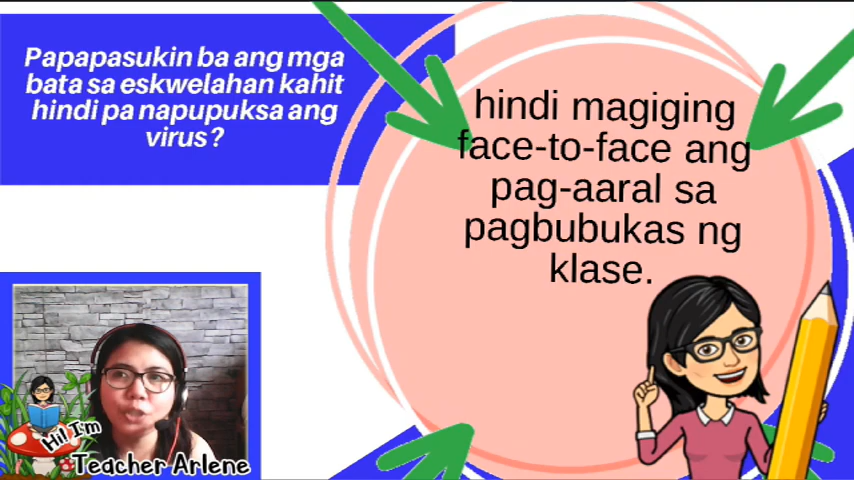 Papapasukin ba ang mga
bata sa eskwelahan kahit
hindi pa napupuksa ang
virus?
hindi magiging
face-to-face ang
pag-aaral sa
pagbubukas ng
klase.
Hi! I'm
Teacher Arlene